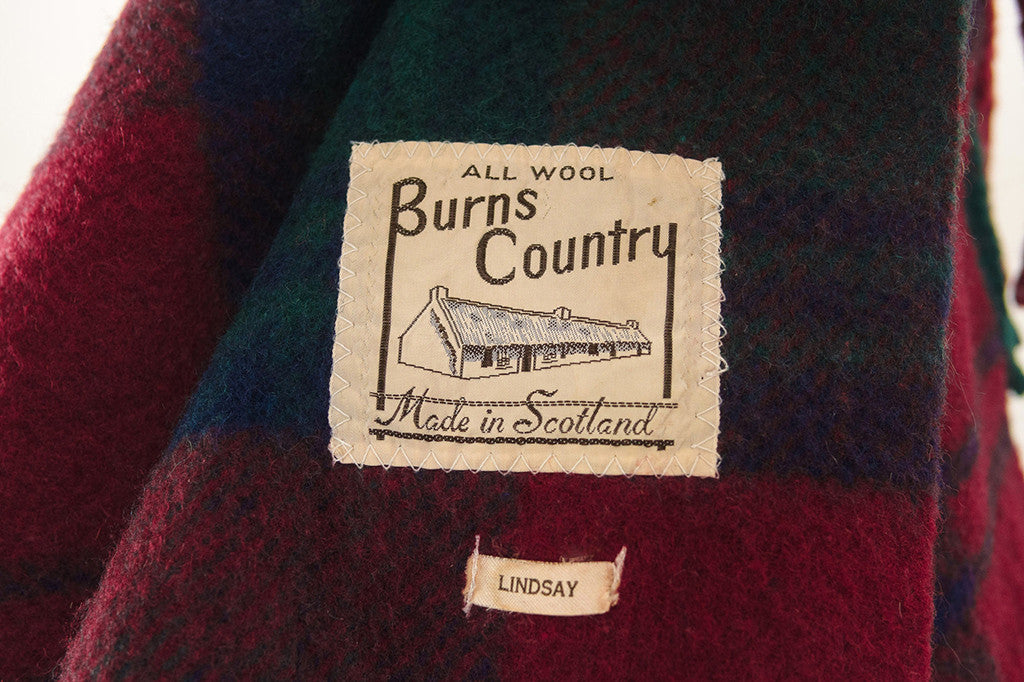 ALL WOOL
Burns
Country
Made in Scotland
LINDSAY